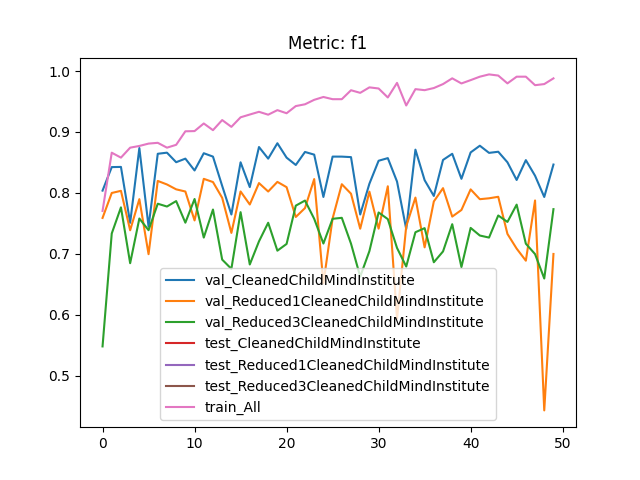 Metric: f1
1.0
0.9
0.8
0.7
0.6
0.5
val_CleanedChildMindInstitute
val_Reduced1CleanedChildMindInstitute
val_Reduced3CleanedChildMindInstitute
test_CleanedChildMindInstitute
test_Reduced1CleanedChildMindInstitute
test_Reduced3CleanedChildMindInstitute
train_All
0 10 20 30 40 50